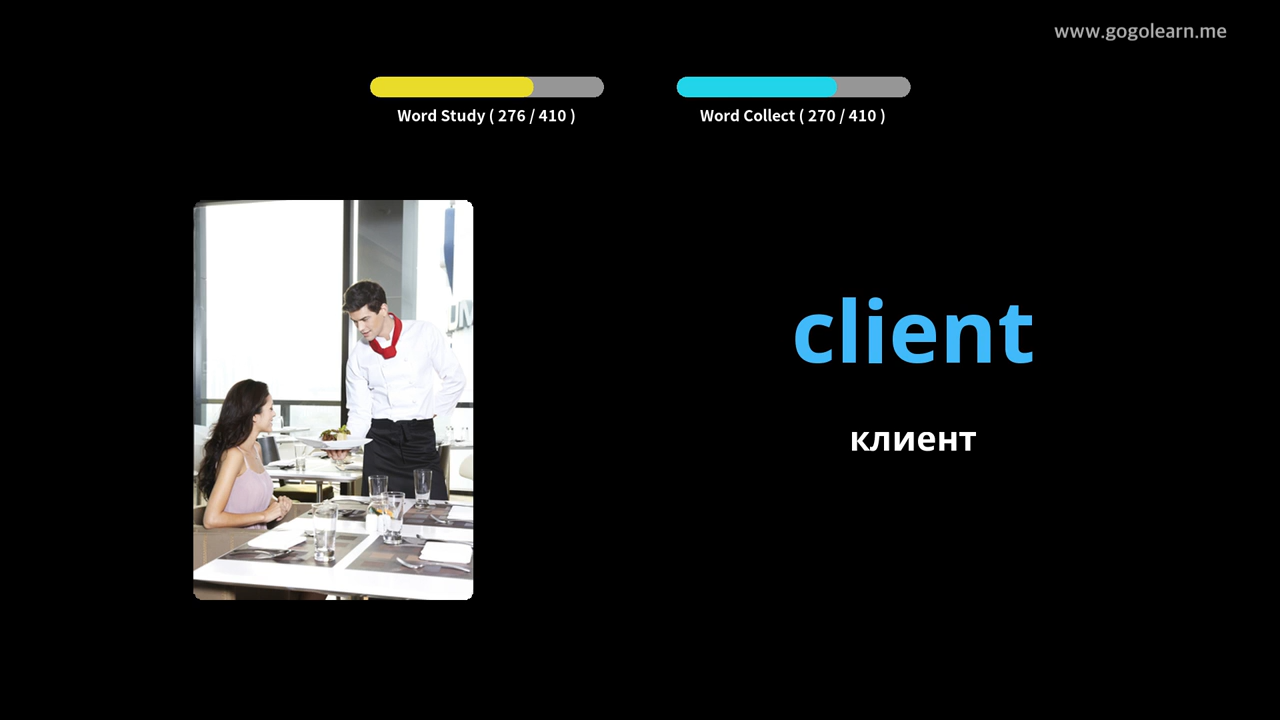 www.gogolearn.me
Word Study ( 276 / 410 )
Word Collect ( 270 / 410 )
client
клиент